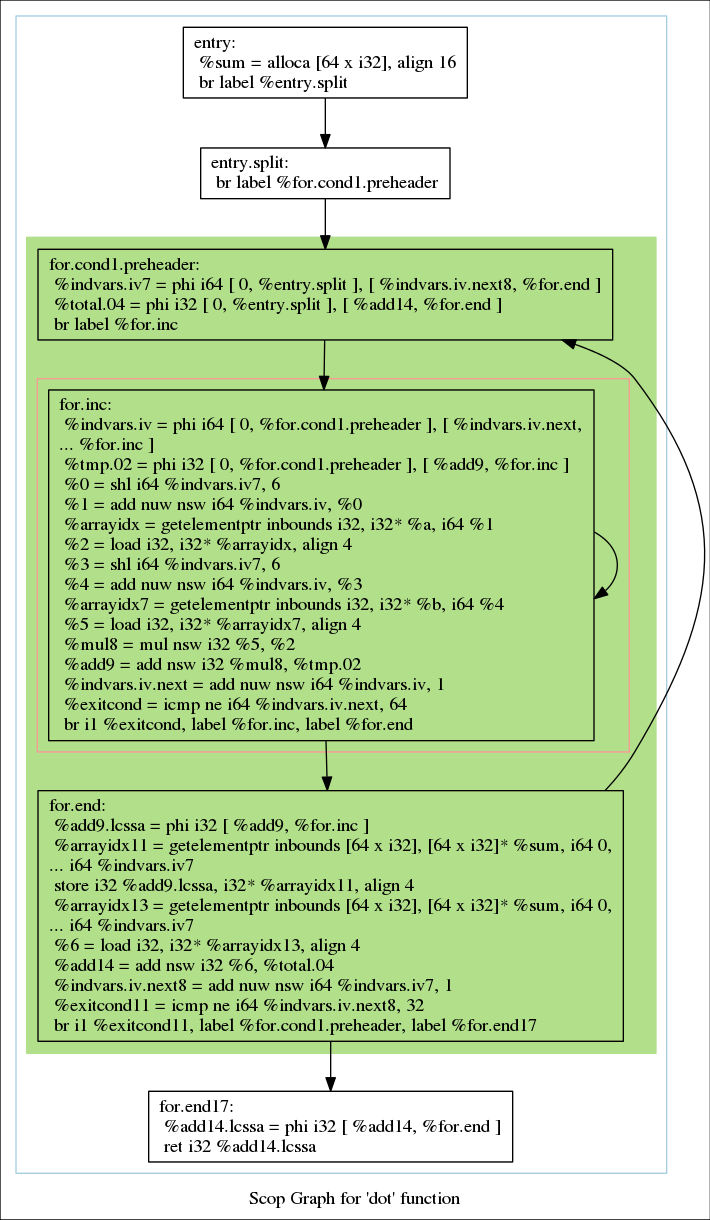 entry:
%sum = alloca [64 x i32], align 16
br label %entry.split
entry.split:
br label %for.cond1.preheader
for.cond1.preheader:
%indvars.iv7 = phi i64 [ 0, %entry.split ], [ %indvars.iv.next8, %for.end ]
%total.04 = phi i32 [ 0, %entry.split ], [ %add14, %for.end ]
br label %for.inc
for.inc:
%indvars.iv = phi i64 [ 0, %for.cond1.preheader ], [ %indvars.iv.next,
... %for.inc ]
%tmp.02 = phi i32 [ 0, %for.cond1.preheader ], [ %add9, %for.inc ]
%0 = shl i64 %indvars.iv7, 6
%1 = add nuw nsw i64 %indvars.iv, %0
%arrayidx = getelementptr inbounds i32, i32* %a, i64 %1
%2 = load i32, i32* %arrayidx, align 4
%3 = shl i64 %indvars.iv7, 6
%4 = add nuw nsw i64 %indvars.iv, %3
%arrayidx7 = getelementptr inbounds i32, i32* %b, i64 %4
%5 = load i32, i32* %arrayidx7, align 4
%mul8 = mul nsw i32 %5, %2
%add9 = add nsw i32 %mul8, %tmp.02
%indvars.iv.next = add nuw nsw i64 %indvars.iv, 1
%exitcond = icmp ne i64 %indvars.iv.next, 64
br i1 %exitcond, label %for.inc, label %for.end
for.end:
%add9.lcssa = phi i32 [ %add9, %for.inc ]
%arrayidx11 = getelementptr inbounds [64 x i32], [64 x i32]* %sum, i64 0,
... i64 %indvars.iv7
store i32 %add9.lcssa, i32* %arrayidx11, align 4
%arrayidx13 = getelementptr inbounds [64 x i32], [64 x i32]* %sum, i64 0,
... i64 %indvars.iv7
%6 = load i32, i32* %arrayidx13, align 4
%add14 = add nsw i32 %6, %total.04
%indvars.iv.next8 = add nuw nsw i64 %indvars.iv7, 1
%exitcond11 = icmp ne i64 %indvars.iv.next8, 32
br i1 %exitcond11, label %for.cond1.preheader, label %for.end17
for.end17:
%add14.lcssa = phi i32 [ %add14, %for.end ]
ret i32 %add14.lcssa
Scop Graph for 'dot' function